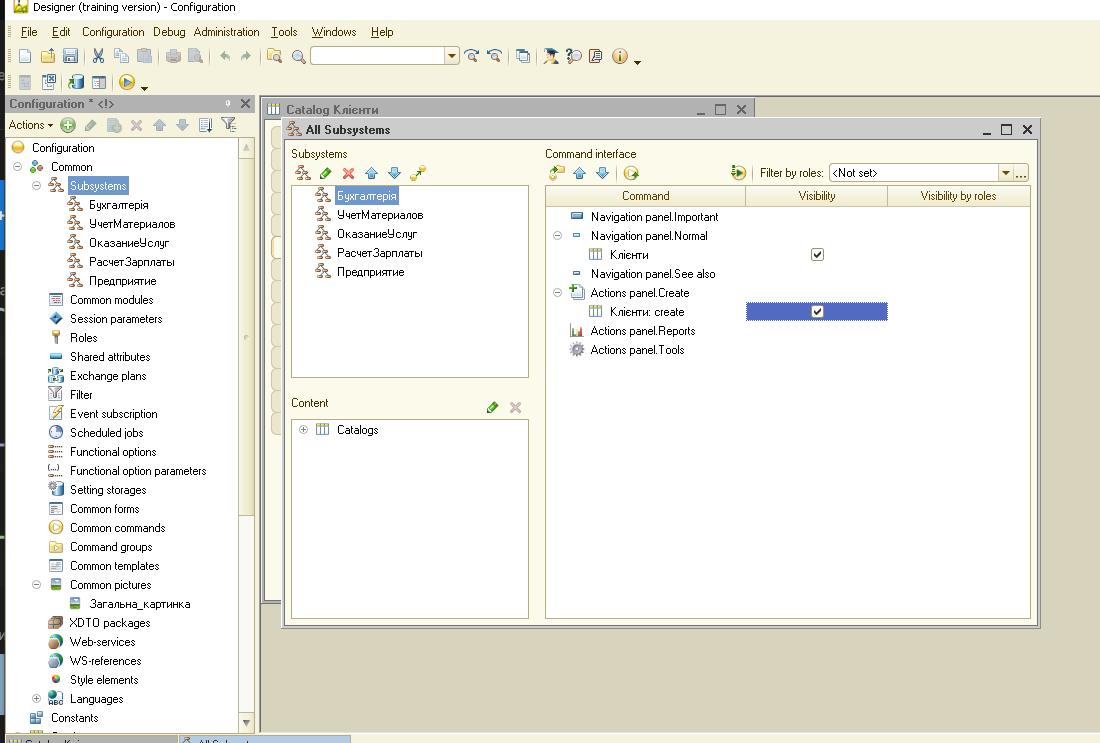 Designer (training version) - Configuration
File Edit Configuration Debug Administration Tools Windows Help
Configuration * <!>
Actions
Configuration
Common
Subsystems
Бухгалтерія
УчетМатериалов
ОказаниеУслуг
РасчетЗарплаты
Предприятие
Common modules
Session parameters
Roles
Shared attributes
Exchange plans
Filter
Event subscription
Scheduled jobs
Functional options
Functional option parameters
Setting storages
Common forms
Common commands
Command groups
Common templates
Common pictures
Загальна_картинка
XDTO packages
Web-services
WS-references
Style elements
Languages
Constants
Catalog Клієнти
All Subsystems
Subsystems
Бухгалтерія
УчетМатериалов
ОказаниеУслуг
РасчетЗарплаты
Предприятие
Content
Catalogs
Command interface
Filter by roles: <Not set>
Command Visibility Visibility by roles
Navigation panel.Important
Navigation panel.Normal
Клієнти
Navigation panel.See also
Actions panel.Create
Клієнти: create
Actions panel.Reports
Actions panel.Tools